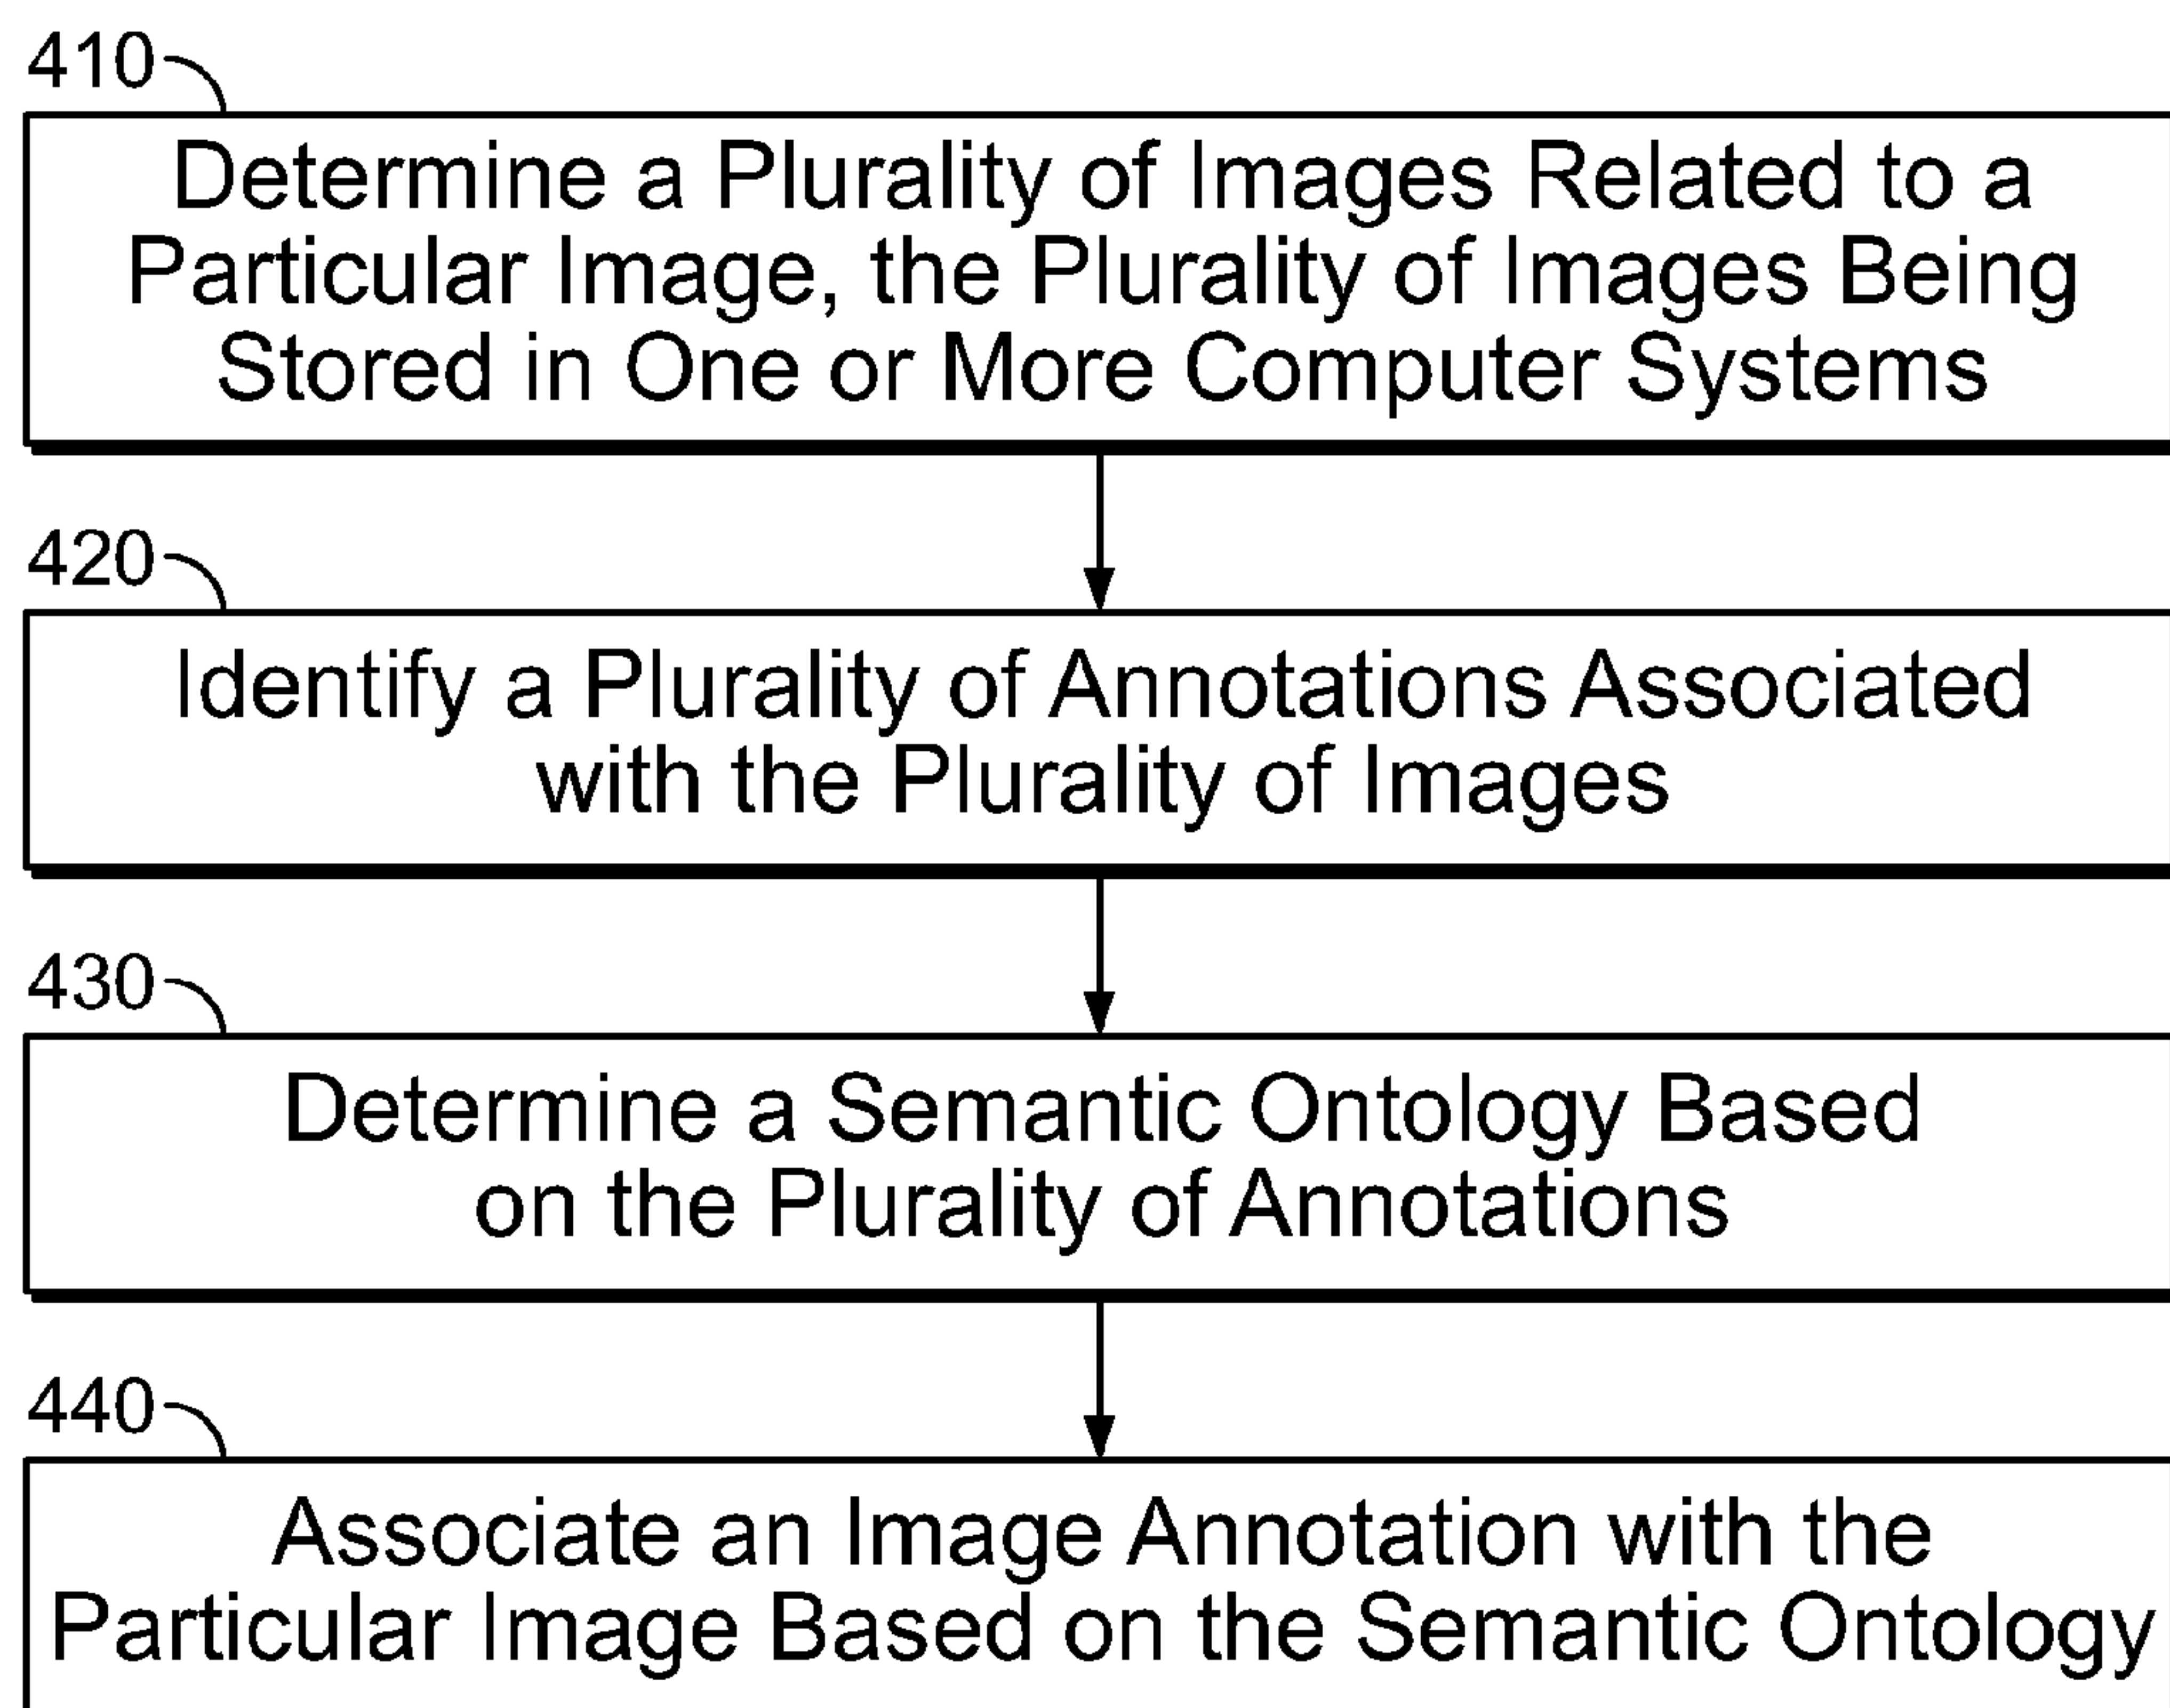 410
Determine a Plurality of Images Related to a
Particular Image, the Plurality of Images Being
Stored in One or More Computer Systems
420
Identify a Plurality of Annotations Associated
with the Plurality of Images
430
Determine a Semantic Ontology Based
on the Plurality of Annotations
440
Associate an Image Annotation with the
Particular Image Based on the Semantic Ontology